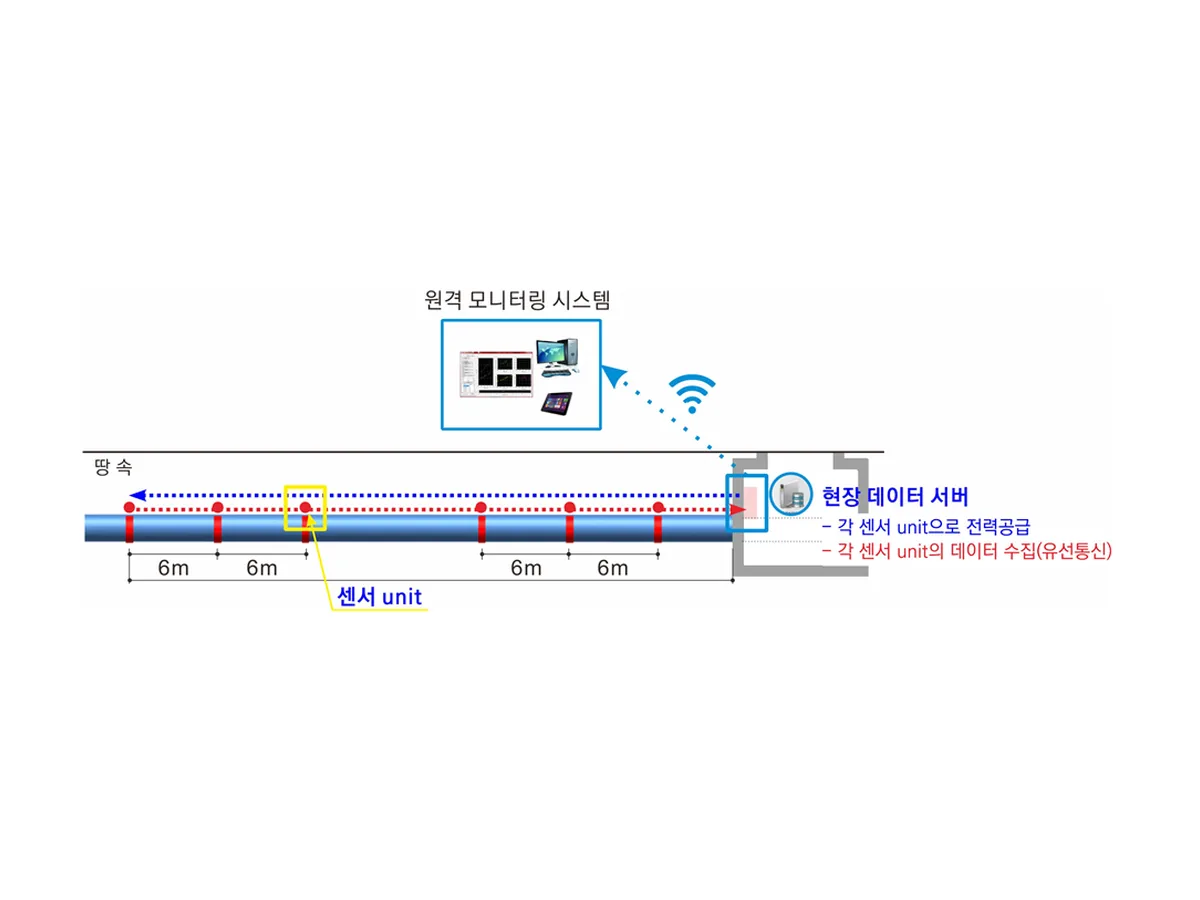 원격 모니터링 시스템
땅 속
현장 데이터 서버
- 각 센서 unit으로 전력공급
- 각 센서 unit의 데이터 수집(유선통신)
6m
6m
6m
6m
센서 unit